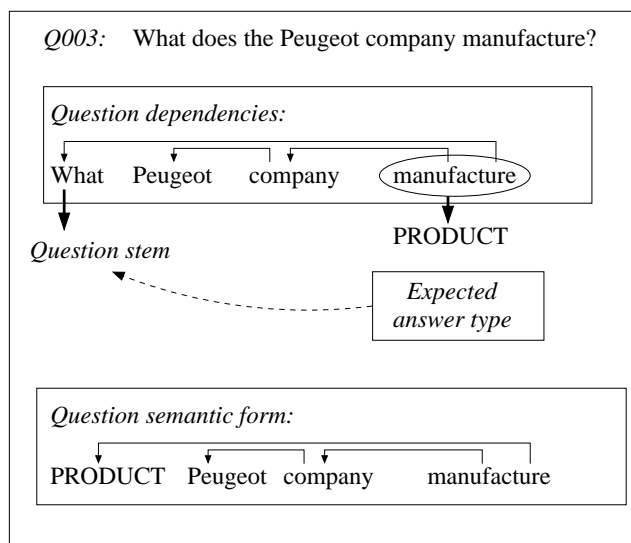 Q003: What does the Peugeot company manufacture?
Question dependencies:
What Peugeot company manufacture
PRODUCT
Question stem
Expected
answer type
Question semantic form:
PRODUCT Peugeot company manufacture